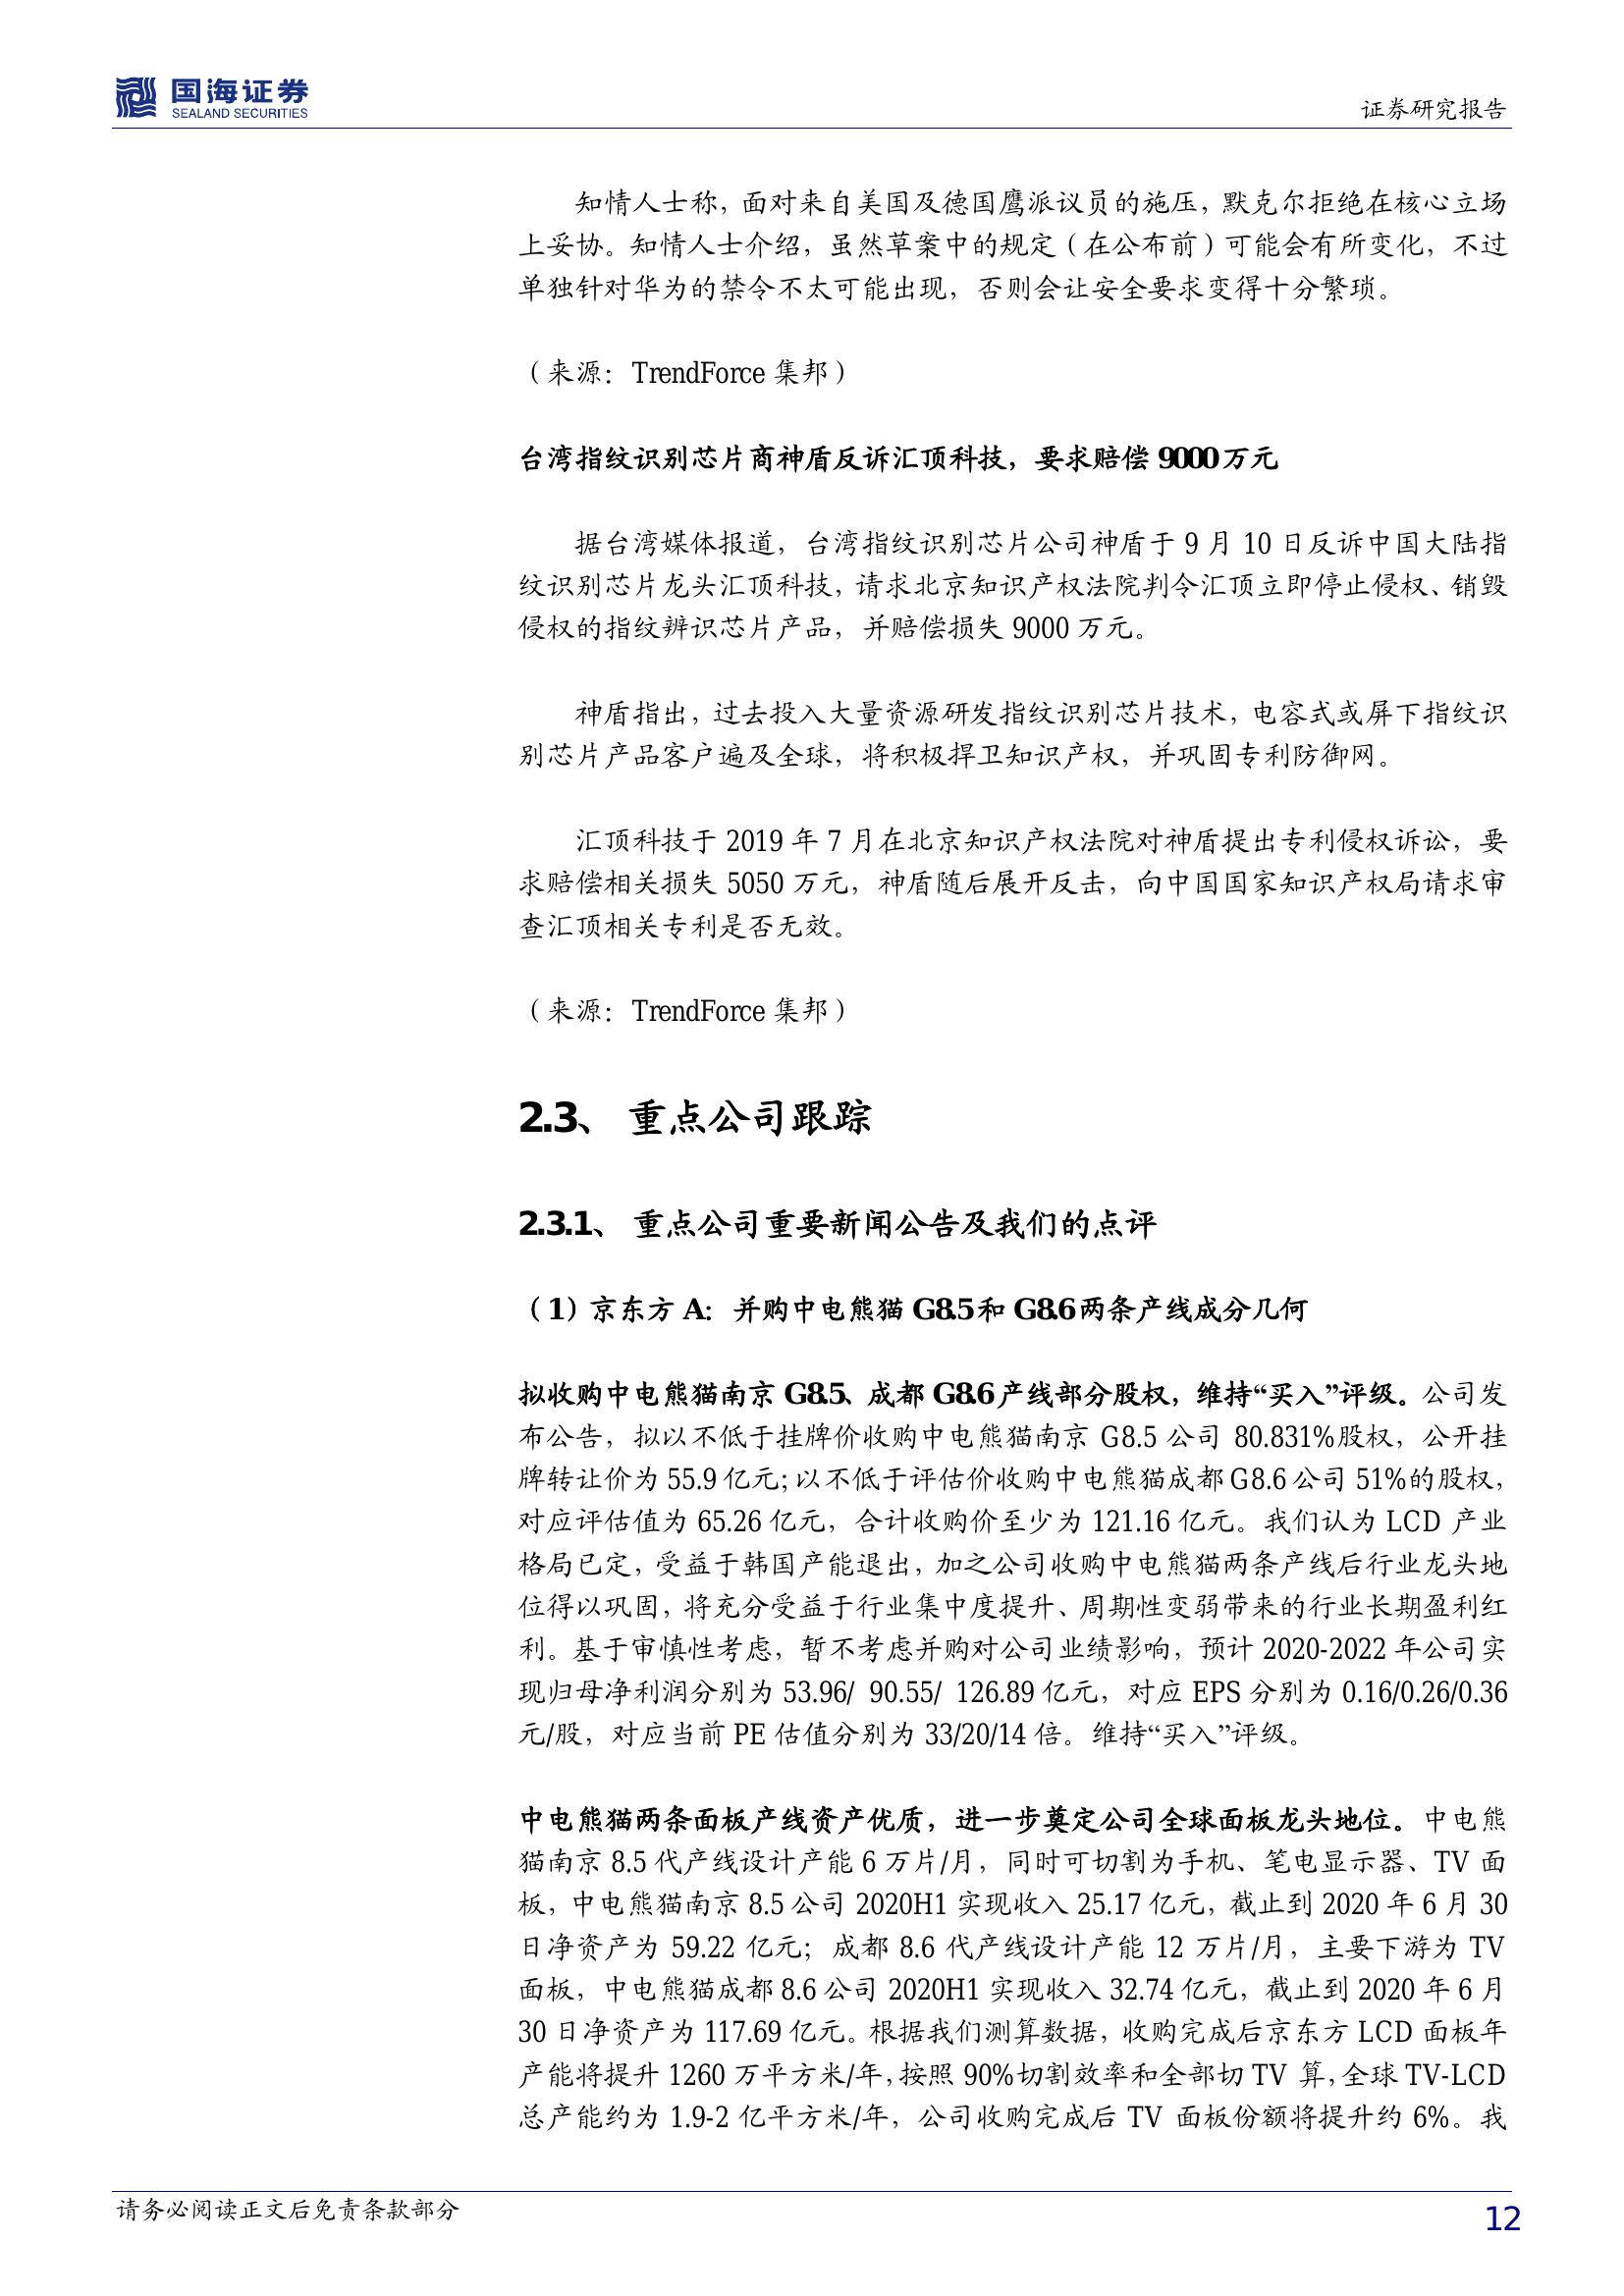 国海证券
SEALAND SECURITIES
证券研究报告
知情人士称，面对来自美国及德国鹰派议员的施压，默克尔拒绝在核心立场
上妥协。知情人士介绍，虽然草案中的规定（在公布前）可能会有所变化，不过
单独针对华为的禁令不太可能出现，否则会让安全要求变得十分繁琐。
（来源：TrendForce 集邦）
台湾指纹识别芯片商神盾反诉汇顶科技，要求赔偿 9000 万元
据台湾媒体报道，台湾指纹识别芯片公司神盾于 9 月 10 日反诉中国大陆指
纹识别芯片龙头汇顶科技，请求北京知识产权法院判令汇顶立即停止侵权、销毁
侵权的指纹辨识芯片产品，并赔偿损失 9000 万元。
神盾指出，过去投入大量资源研发指纹识别芯片技术，电容式或屏下指纹识
别芯片产品客户遍及全球，将积极捍卫知识产权，并巩固专利防御网。
汇顶科技于 2019 年 7 月在北京知识产权法院对神盾提出专利侵权诉讼，要
求赔偿相关损失 5050 万元，神盾随后展开反击，向中国国家知识产权局请求审
查汇顶相关专利是否无效。
（来源：TrendForce 集邦）
2.3、 重点公司跟踪
2.3.1、 重点公司重要新闻公告及我们的点评
（1）京东方 A：并购中电熊猫 G8.5 和 G8.6 两条产线成分几何
拟收购中电熊猫南京 G8.5、成都 G8.6 产线部分股权，维持“买入”评级。公司发
布公告，拟以不低于挂牌价收购中电熊猫南京 G8.5 公司 80.831%股权，公开挂
牌转让价为 55.9 亿元；以不低于评估价收购中电熊猫成都 G8.6 公司 51%的股权，
对应评估值为 65.26 亿元，合计收购价至少为 121.16 亿元。我们认为 LCD 产业
格局已定，受益于韩国产能退出，加之公司收购中电熊猫两条产线后行业龙头地
位得以巩固，将充分受益于行业集中度提升、周期性变弱带来的行业长期盈利红
利。基于审慎性考虑，暂不考虑并购对公司业绩影响，预计 2020-2022 年公司实
现归母净利润分别为 53.96/ 90.55/ 126.89 亿元，对应 EPS 分别为 0.16/0.26/0.36
元/股，对应当前 PE 估值分别为 33/20/14 倍。维持“买入”评级。
中电熊猫两条面板产线资产优质，进一步奠定公司全球面板龙头地位。中电熊
猫南京 8.5 代产线设计产能 6 万片/月，同时可切割为手机、笔电显示器、TV 面
板，中电熊猫南京 8.5 公司 2020H1 实现收入 25.17 亿元，截止到 2020 年 6 月 30
日净资产为 59.22 亿元；成都 8.6 代产线设计产能 12 万片/月，主要下游为 TV
面板，中电熊猫成都 8.6 公司 2020H1 实现收入 32.74 亿元，截止到 2020 年 6 月
30 日净资产为 117.69 亿元。根据我们测算数据，收购完成后京东方 LCD 面板年
产能将提升 1260 万平方米/年，按照 90%切割效率和全部切 TV 算，全球 TV-LCD
总产能约为 1.9-2 亿平方米/年，公司收购完成后 TV 面板份额将提升约 6%。我
请务必阅读正文后免责条款部分
12